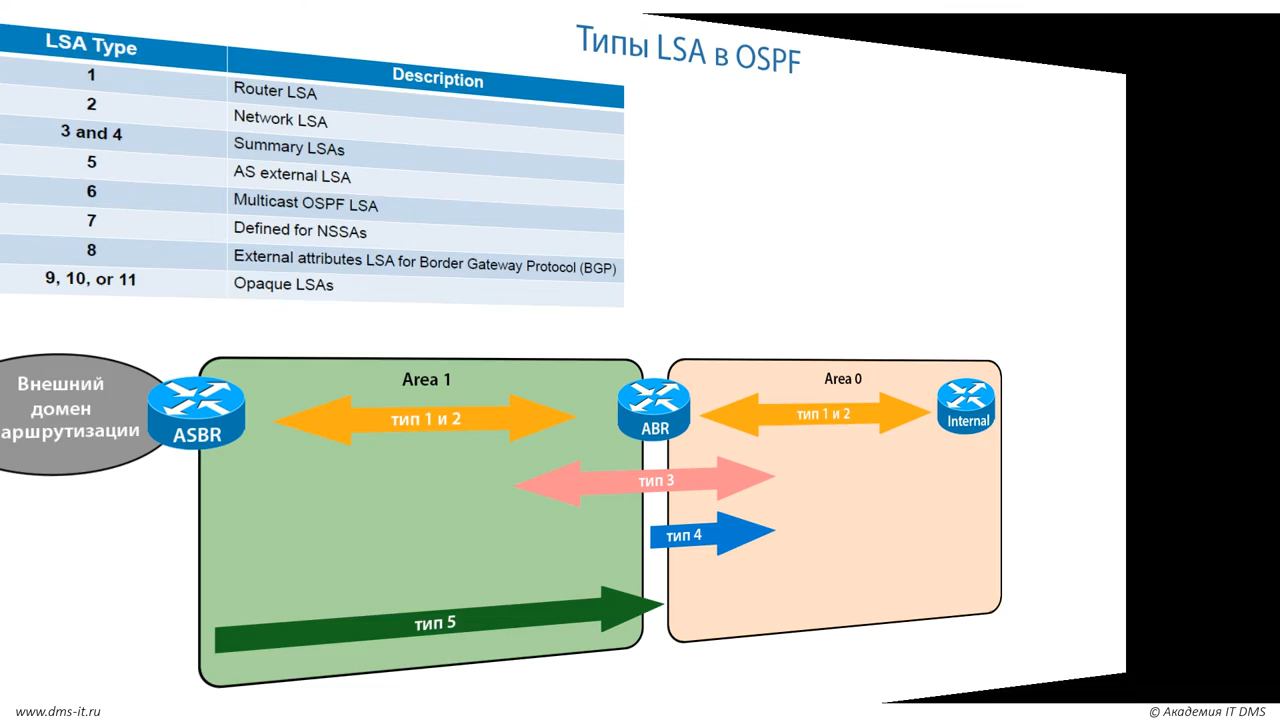 Типы LSA в OSPF
LSA Type Description
1 Router LSA
2 Network LSA
3 and 4 Summary LSAs
5 AS external LSA
6 Multicast OSPF LSA
7 Defined for NSSAs
8 External attributes LSA for Border Gateway Protocol (BGP)
9, 10, or 11 Opaque LSAs
Внешний
домен
аршрутизации
ASBR
Area 1
тип 1 и 2
ABR
Area 0
тип 1 и 2
Internal
тип 3
тип 4
тип 5
www.dms-it.ru
© Академия IT DMS